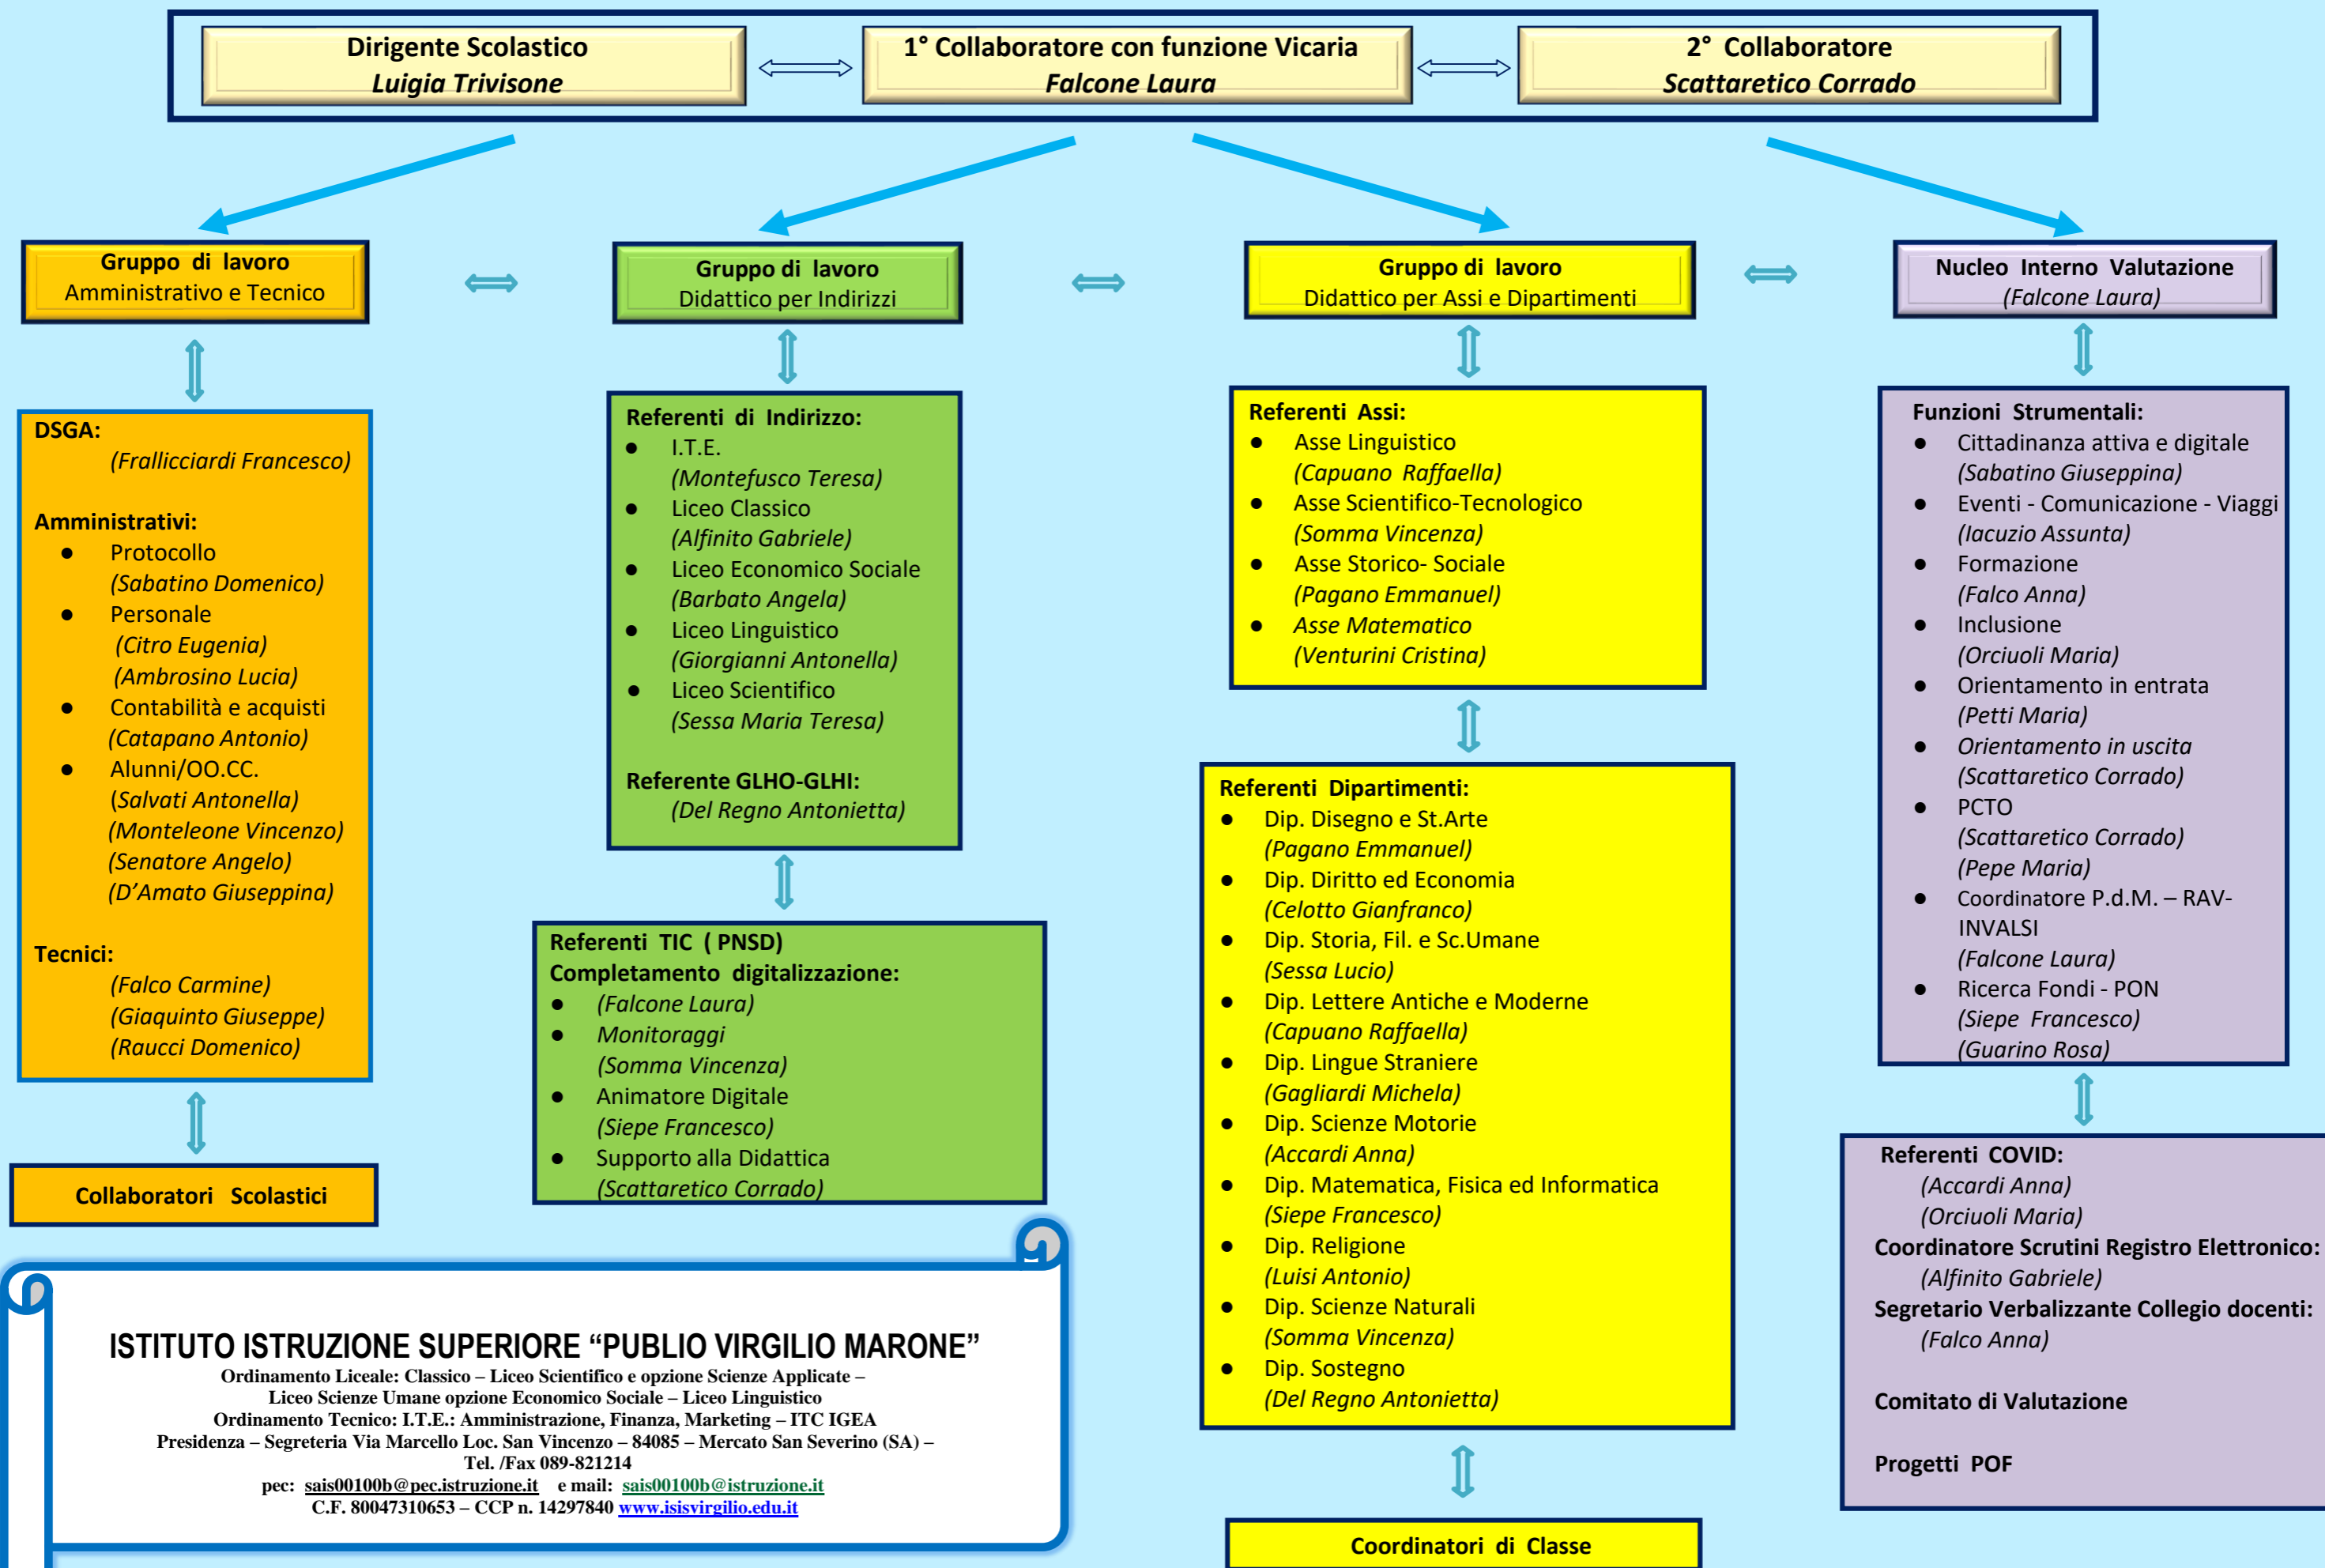 Dirigente Scolastico
Luigia Trivisone
1° Collaboratore con funzione Vicaria
Falcone Laura
2° Collaboratore
Scattaretico Corrado
Gruppo di lavoro
Amministrativo e Tecnico
Gruppo di lavoro
Didattico per Indirizzi
Gruppo di lavoro
Didattico per Assi e Dipartimenti
Nucleo Interno Valutazione
(Falcone Laura)
DSGA:
(Frallicciardi Francesco)
Amministrativi:
● Protocollo
(Sabatino Domenico)
● Personale
(Citro Eugenia)
(Ambrosino Lucia)
● Contabilità e acquisti
(Catapano Antonio)
● Alunni/OO.CC.
(Salvati Antonella)
(Monteleone Vincenzo)
(Senatore Angelo)
(D’Amato Giuseppina)
Tecnici:
(Falco Carmine)
(Giaquinto Giuseppe)
(Raucci Domenico)
Collaboratori Scolastici
Referenti di Indirizzo:
● I.T.E.
(Montefusco Teresa)
● Liceo Classico
(Alfinito Gabriele)
● Liceo Economico Sociale
(Barbato Angela)
● Liceo Linguistico
(Giorgianni Antonella)
● Liceo Scientifico
(Sessa Maria Teresa)
Referente GLHO-GLHI:
(Del Regno Antonietta)
Referenti TIC ( PNSD)
Completamento digitalizzazione:
● (Falcone Laura)
● Monitoraggi
(Somma Vincenza)
● Animatore Digitale
(Siepe Francesco)
● Supporto alla Didattica
(Scattaretico Corrado)
Referenti Assi:
● Asse Linguistico
(Capuano Raffaella)
● Asse Scientifico-Tecnologico
(Somma Vincenza)
● Asse Storico- Sociale
(Pagano Emmanuel)
● Asse Matematico
(Venturini Cristina)
Referenti Dipartimenti:
● Dip. Disegno e St.Arte
(Pagano Emmanuel)
● Dip. Diritto ed Economia
(Celotto Gianfranco)
● Dip. Storia, Fil. e Sc.Umane
(Sessa Lucio)
● Dip. Lettere Antiche e Moderne
(Capuano Raffaella)
● Dip. Lingue Straniere
(Gagliardi Michela)
● Dip. Scienze Motorie
(Accardi Anna)
● Dip. Matematica, Fisica ed Informatica
(Siepe Francesco)
● Dip. Religione
(Luisi Antonio)
● Dip. Scienze Naturali
(Somma Vincenza)
● Dip. Sostegno
(Del Regno Antonietta)
Coordinatori di Classe
Funzioni Strumentali:
● Cittadinanza attiva e digitale
(Sabatino Giuseppina)
● Eventi - Comunicazione - Viaggi
(Iacuzio Assunta)
● Formazione
(Falco Anna)
● Inclusione
(Orciuoli Maria)
● Orientamento in entrata
(Petti Maria)
● Orientamento in uscita
(Scattaretico Corrado)
● PCTO
(Scattaretico Corrado)
(Pepe Maria)
● Coordinatore P.d.M. – RAV-
INVALSI
(Falcone Laura)
● Ricerca Fondi - PON
(Siepe Francesco)
(Guarino Rosa)
Referenti COVID:
(Accardi Anna)
(Orciuoli Maria)
Coordinatore Scrutini Registro Elettronico:
(Alfinito Gabriele)
Segretario Verbalizzante Collegio docenti:
(Falco Anna)
Comitato di Valutazione
Progetti POF
ISTITUTO ISTRUZIONE SUPERIORE “PUBLIO VIRGILIO MARONE”
Ordinamento Liceale: Classico – Liceo Scientifico e opzione Scienze Applicate –
Liceo Scienze Umane opzione Economico Sociale – Liceo Linguistico
Ordinamento Tecnico: I.T.E.: Amministrazione, Finanza, Marketing – ITC IGEA
Presidenza – Segreteria Via Marcello Loc. San Vincenzo – 84085 – Mercato San Severino (SA) –
Tel. /Fax 089-821214
pec: sais00100b@pec.istruzione.it e mail: sais00100b@istruzione.it
C.F. 80047310653 – CCP n. 14297840 www.isisvirgilio.edu.it